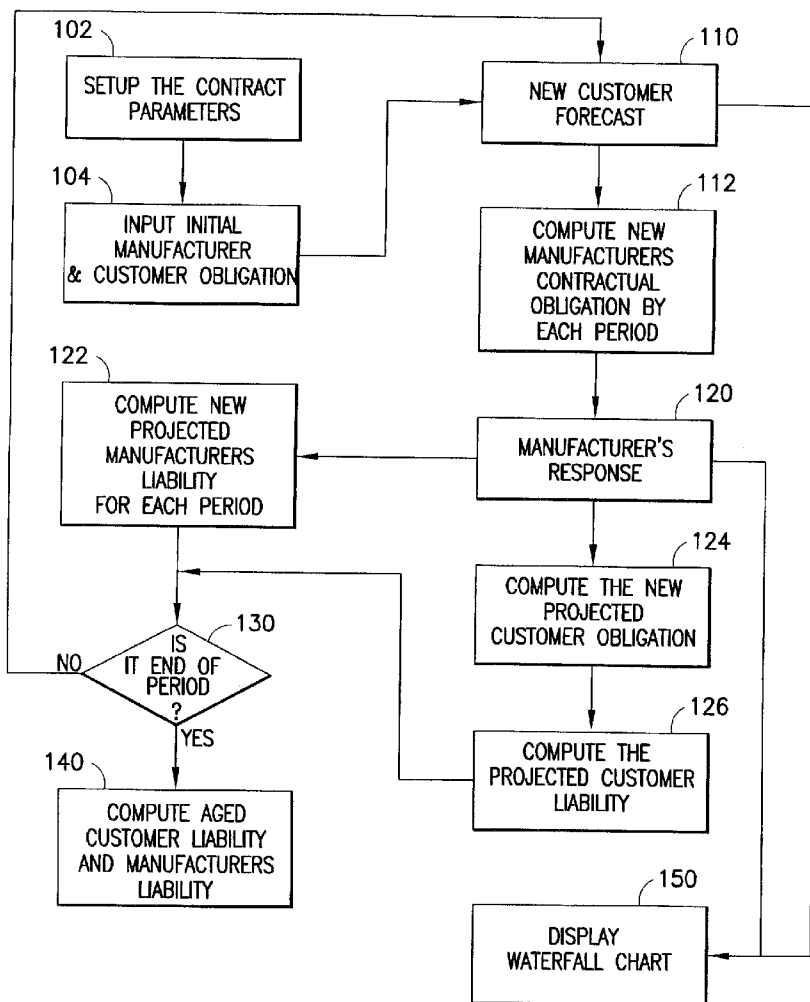 102
SETUP THE CONTRACT
PARAMETERS
104
INPUT INITIAL
MANUFACTURER
& CUSTOMER OBLIGATION
110
NEW CUSTOMER
FORECAST
112
COMPUTE NEW
MANUFACTURERS
CONTRACTUAL
OBLIGATION BY
EACH PERIOD
120
MANUFACTURER'S
RESPONSE
122
COMPUTE NEW
PROJECTED
MANUFACTURERS
LIABILITY
FOR EACH PERIOD
124
COMPUTE THE NEW
PROJECTED
CUSTOMER OBLIGATION
126
COMPUTE THE
PROJECTED CUSTOMER
LIABILITY
130
IS
IT END OF
PERIOD
?
NO
YES
140
COMPUTE AGED
CUSTOMER LIABILITY
AND MANUFACTURERS
LIABILITY
150
DISPLAY
WATERFALL CHART